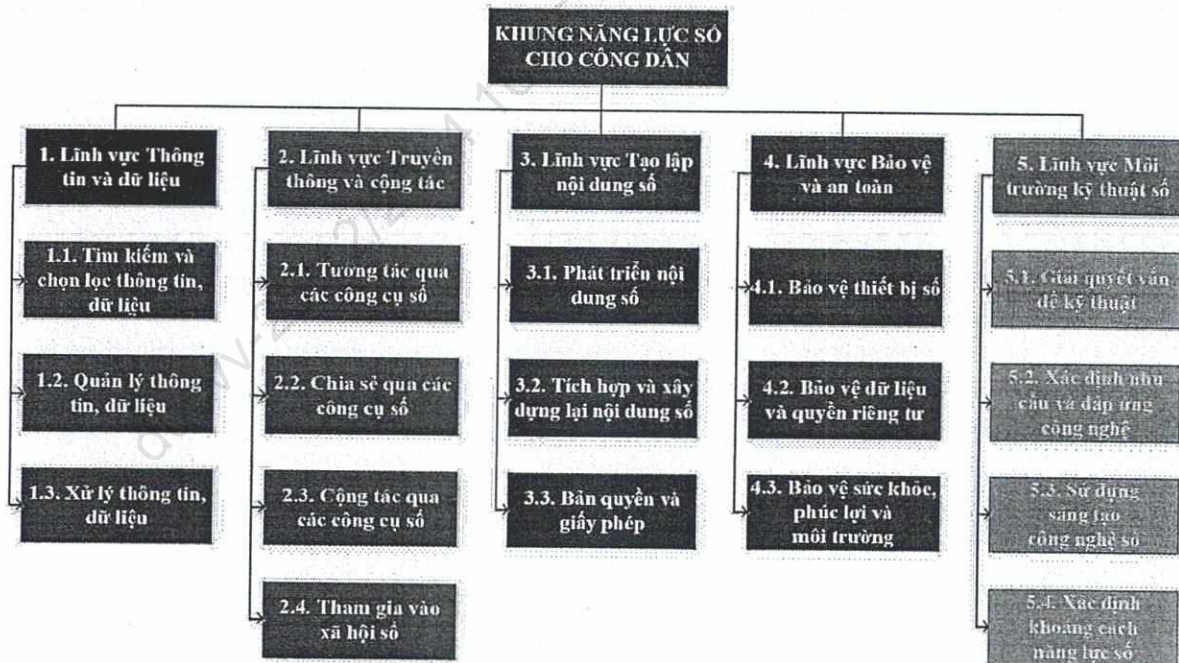 KHUNG NĂNG LỰC SỐ
CHO CÔNG DÂN
1. Lĩnh vực Thông
tin và dữ liệu
1.1. Tìm kiếm và
chọn lọc thông tin,
dữ liệu
1.2. Quản lý thông
tin, dữ liệu
1.3. Xử lý thông tin,
dữ liệu
2. Lĩnh vực Truyền
thông và cộng tác
2.1. Tương tác qua
các công cụ số
2.2. Chia sẻ qua các
công cụ số
2.3. Cộng tác qua
các công cụ số
2.4. Tham gia vào
xã hội số
3. Lĩnh vực Tạo lập
nội dung số
3.1. Phát triển nội
dung số
3.2. Tích hợp và xây
dựng lại nội dung số
3.3. Bản quyền và
giấy phép
4. Lĩnh vực Bảo vệ
và an toàn
4.1. Bảo vệ thiết bị số
4.2. Bảo vệ dữ liệu
và quyền riêng tư
4.3. Bảo vệ sức khỏe,
phúc lợi và
môi trường
5. Lĩnh vực Môi
trường kỹ thuật số
5.1. Giải quyết vấn
đề kỹ thuật
5.2. Xác định nhu
cầu và đáp ứng
công nghệ
5.3. Sử dụng
sáng tạo
công nghệ số
5.4. Xác định
khoảng cách
năng lực số